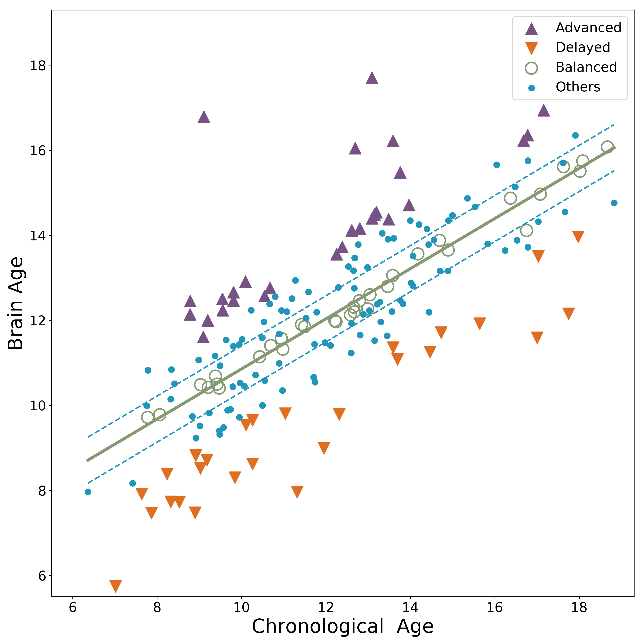 Advanced
Delayed
Balanced
Others
18
16
14
12
10
8
6
Brain Age
6 8 10 12 14 16 18
Chronological Age